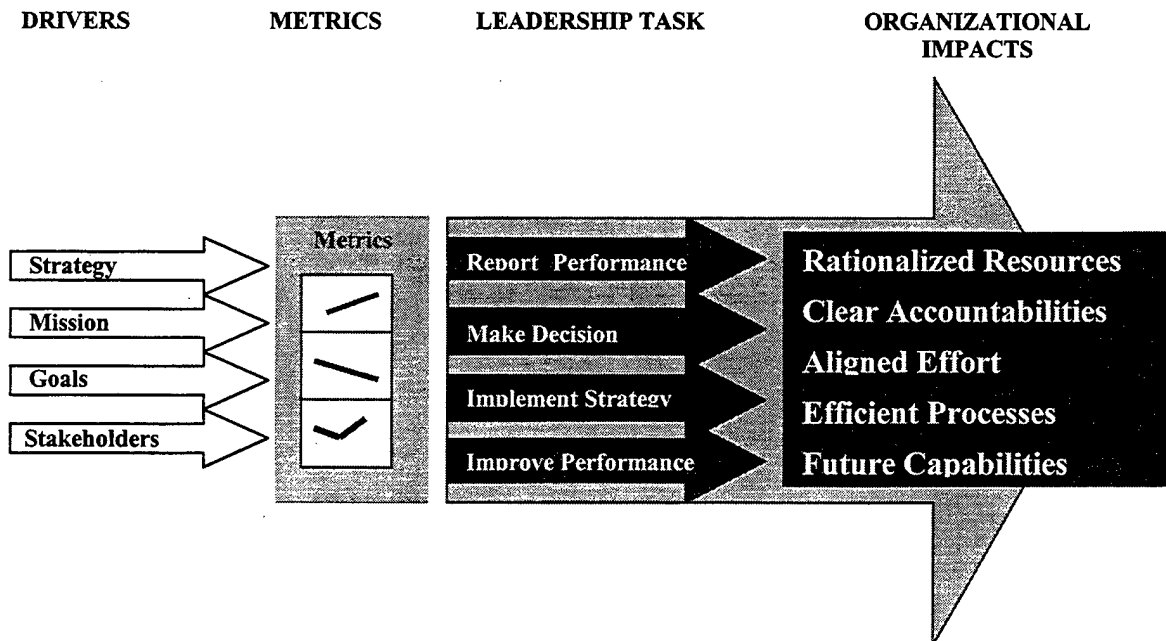 DRIVERS
METRICS
LEADERSHIP TASK
ORGANIZATIONAL
IMPACTS
Strategy
Mission
Goals
Stakeholders
Metrics
Report Performance
Make Decision
Implement Strategy
Improve Performance
Rationalized Resources
Clear Accountabilities
Aligned Effort
Efficient Processes
Future Capabilities